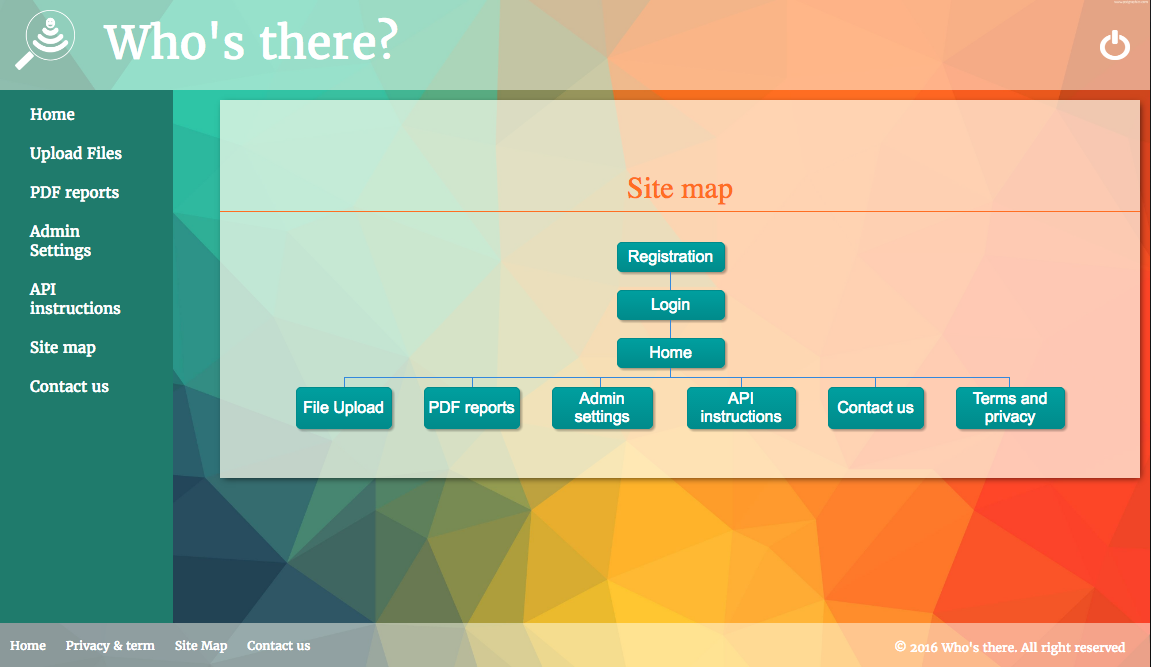 Who's there?
Home
Upload Files
PDF reports
Admin
Settings
API
instructions
Site map
Contact us
Site map
Registration
Login
Home
File Upload
PDF reports
Admin
settings
API
instructions
Contact us
Terms and
privacy
Home
Privacy & term
Site Map
Contact us
© 2016 Who's there. All right reserved